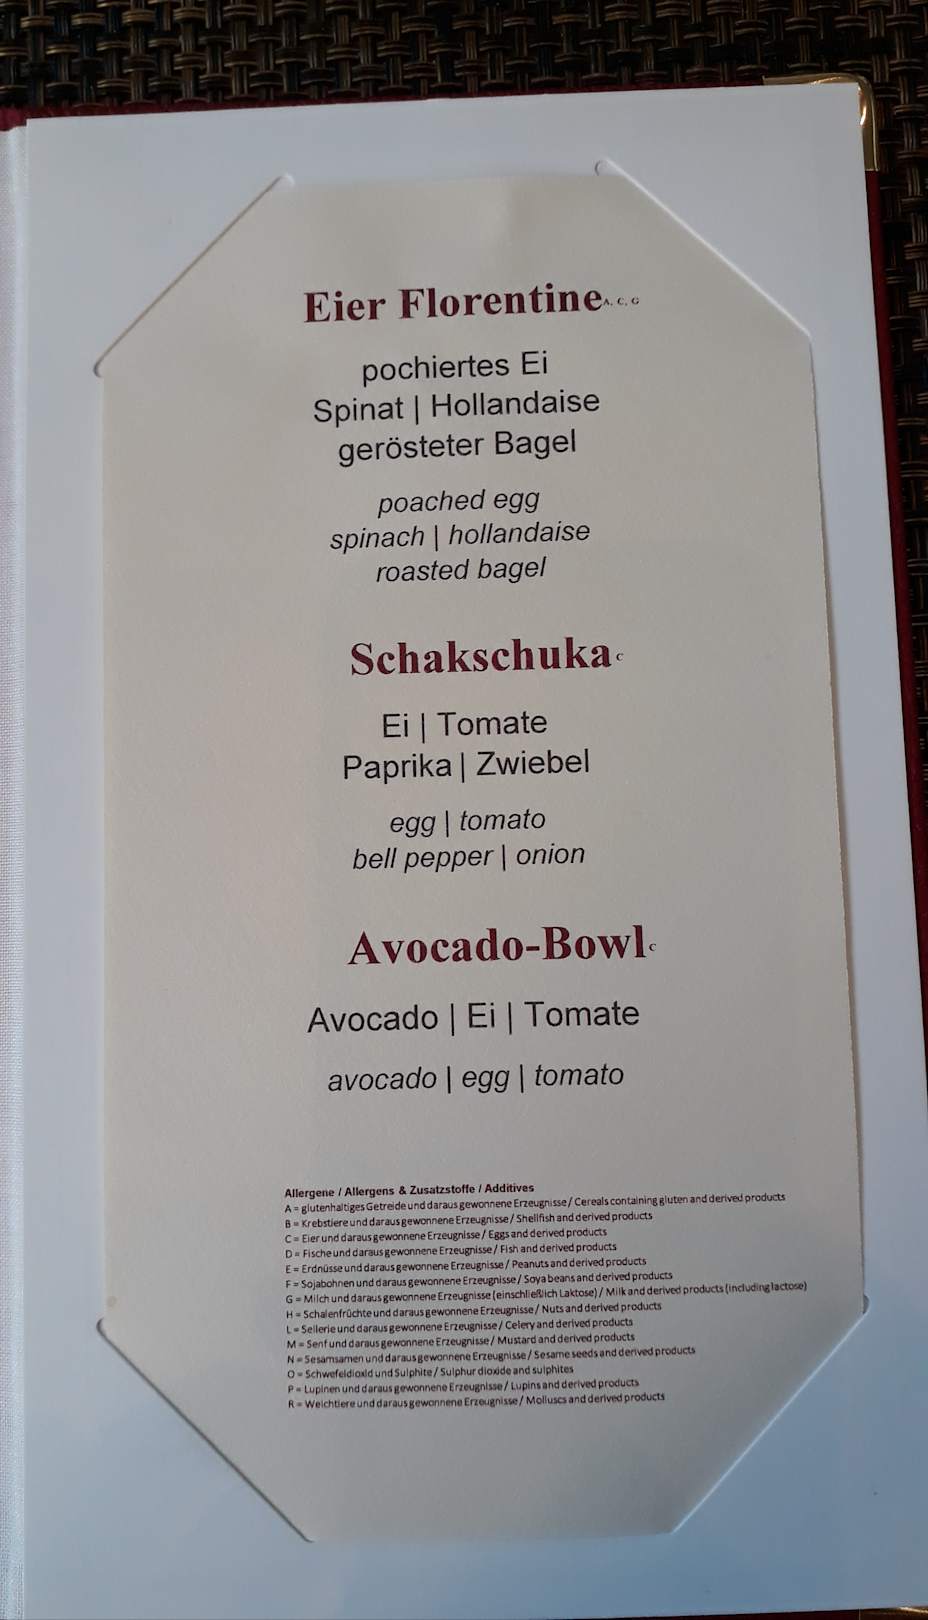 Eier Florentine A, C, G
pochiertes Ei
Spinat | Hollandaise
gerösteter Bagel
poached egg
spinach | hollandaise
roasted bagel
Schakschuka C
Ei | Tomate
Paprika | Zwiebel
egg | tomato
bell pepper | onion
Avocado-Bowl C
Avocado | Ei | Tomate
avocado | egg | tomato
Allergene / Allergens & Zusatzstoffe / Additives
A = glutenhaltiges Getreide und daraus gewonnene Erzeugnisse / Cereals containing gluten and derived products
B = Krebstiere und daraus gewonnene Erzeugnisse / Shellfish and derived products
C = Eier und daraus gewonnene Erzeugnisse / Eggs and derived products
D = Fische und daraus gewonnene Erzeugnisse / Fish and derived products
E = Erdnüsse und daraus gewonnene Erzeugnisse / Peanuts and derived products
F = Sojabohnen und daraus gewonnene Erzeugnisse / Soya beans and derived products
G = Milch und daraus gewonnene Erzeugnisse (einschließlich Laktose) / Milk and derived products (including lactose)
H = Schalenfrüchte und daraus gewonnene Erzeugnisse / Nuts and derived products
L = Sellerie und daraus gewonnene Erzeugnisse / Celery and derived products
M = Senf und daraus gewonnene Erzeugnisse / Mustard and derived products
N = Sesamsamen und daraus gewonnene Erzeugnisse / Sesame seeds and derived products
O = Schwefeldioxid und Sulphite / Sulphur dioxide and sulphites
P = Lupinen und daraus gewonnene Erzeugnisse / Lupins and derived products
R = Weichtiere und daraus gewonnene Erzeugnisse / Molluscs and derived products